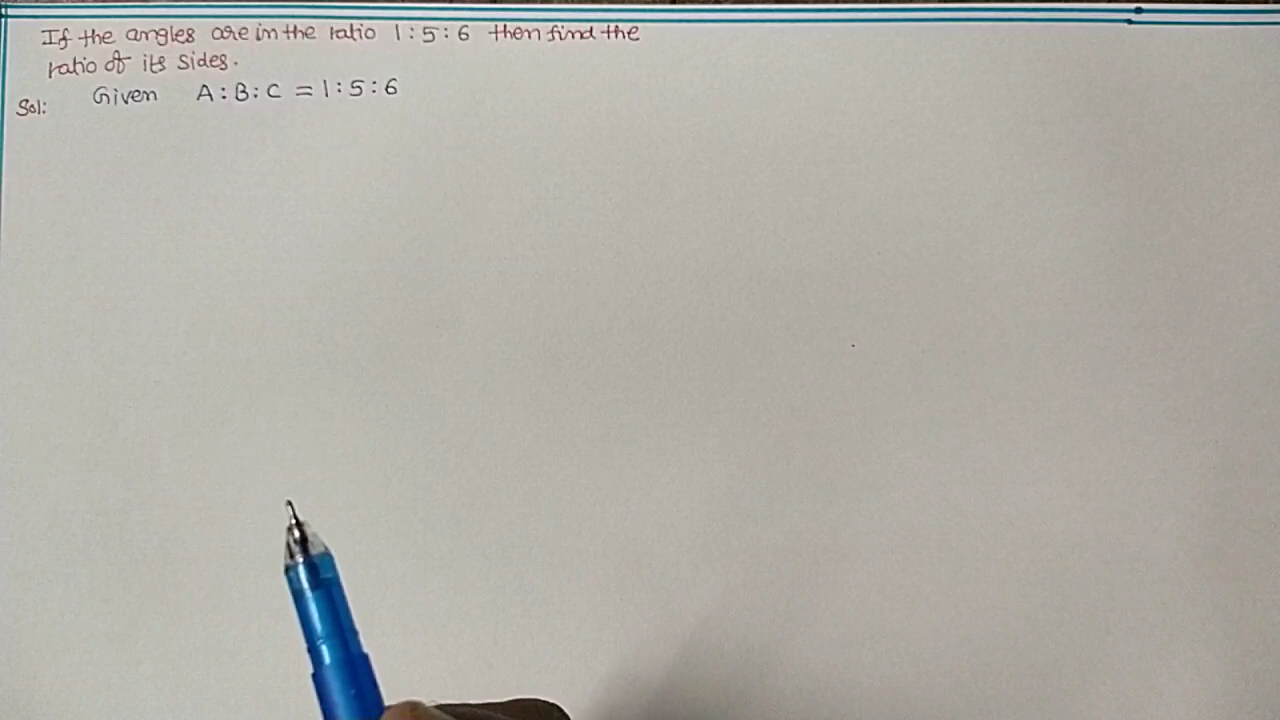 If the angles are in the ratio 1:5:6 then find the
ratio of its sides.
Sol: Given A:B:C = 1:5:6